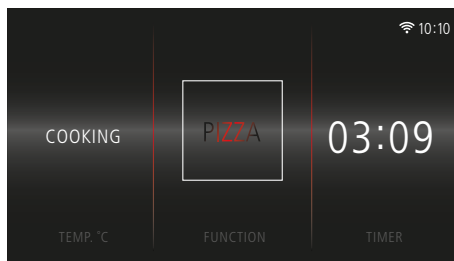 10:10
COOKING
PIZZA
03:09
TEMP. °C
FUNCTION
TIMER